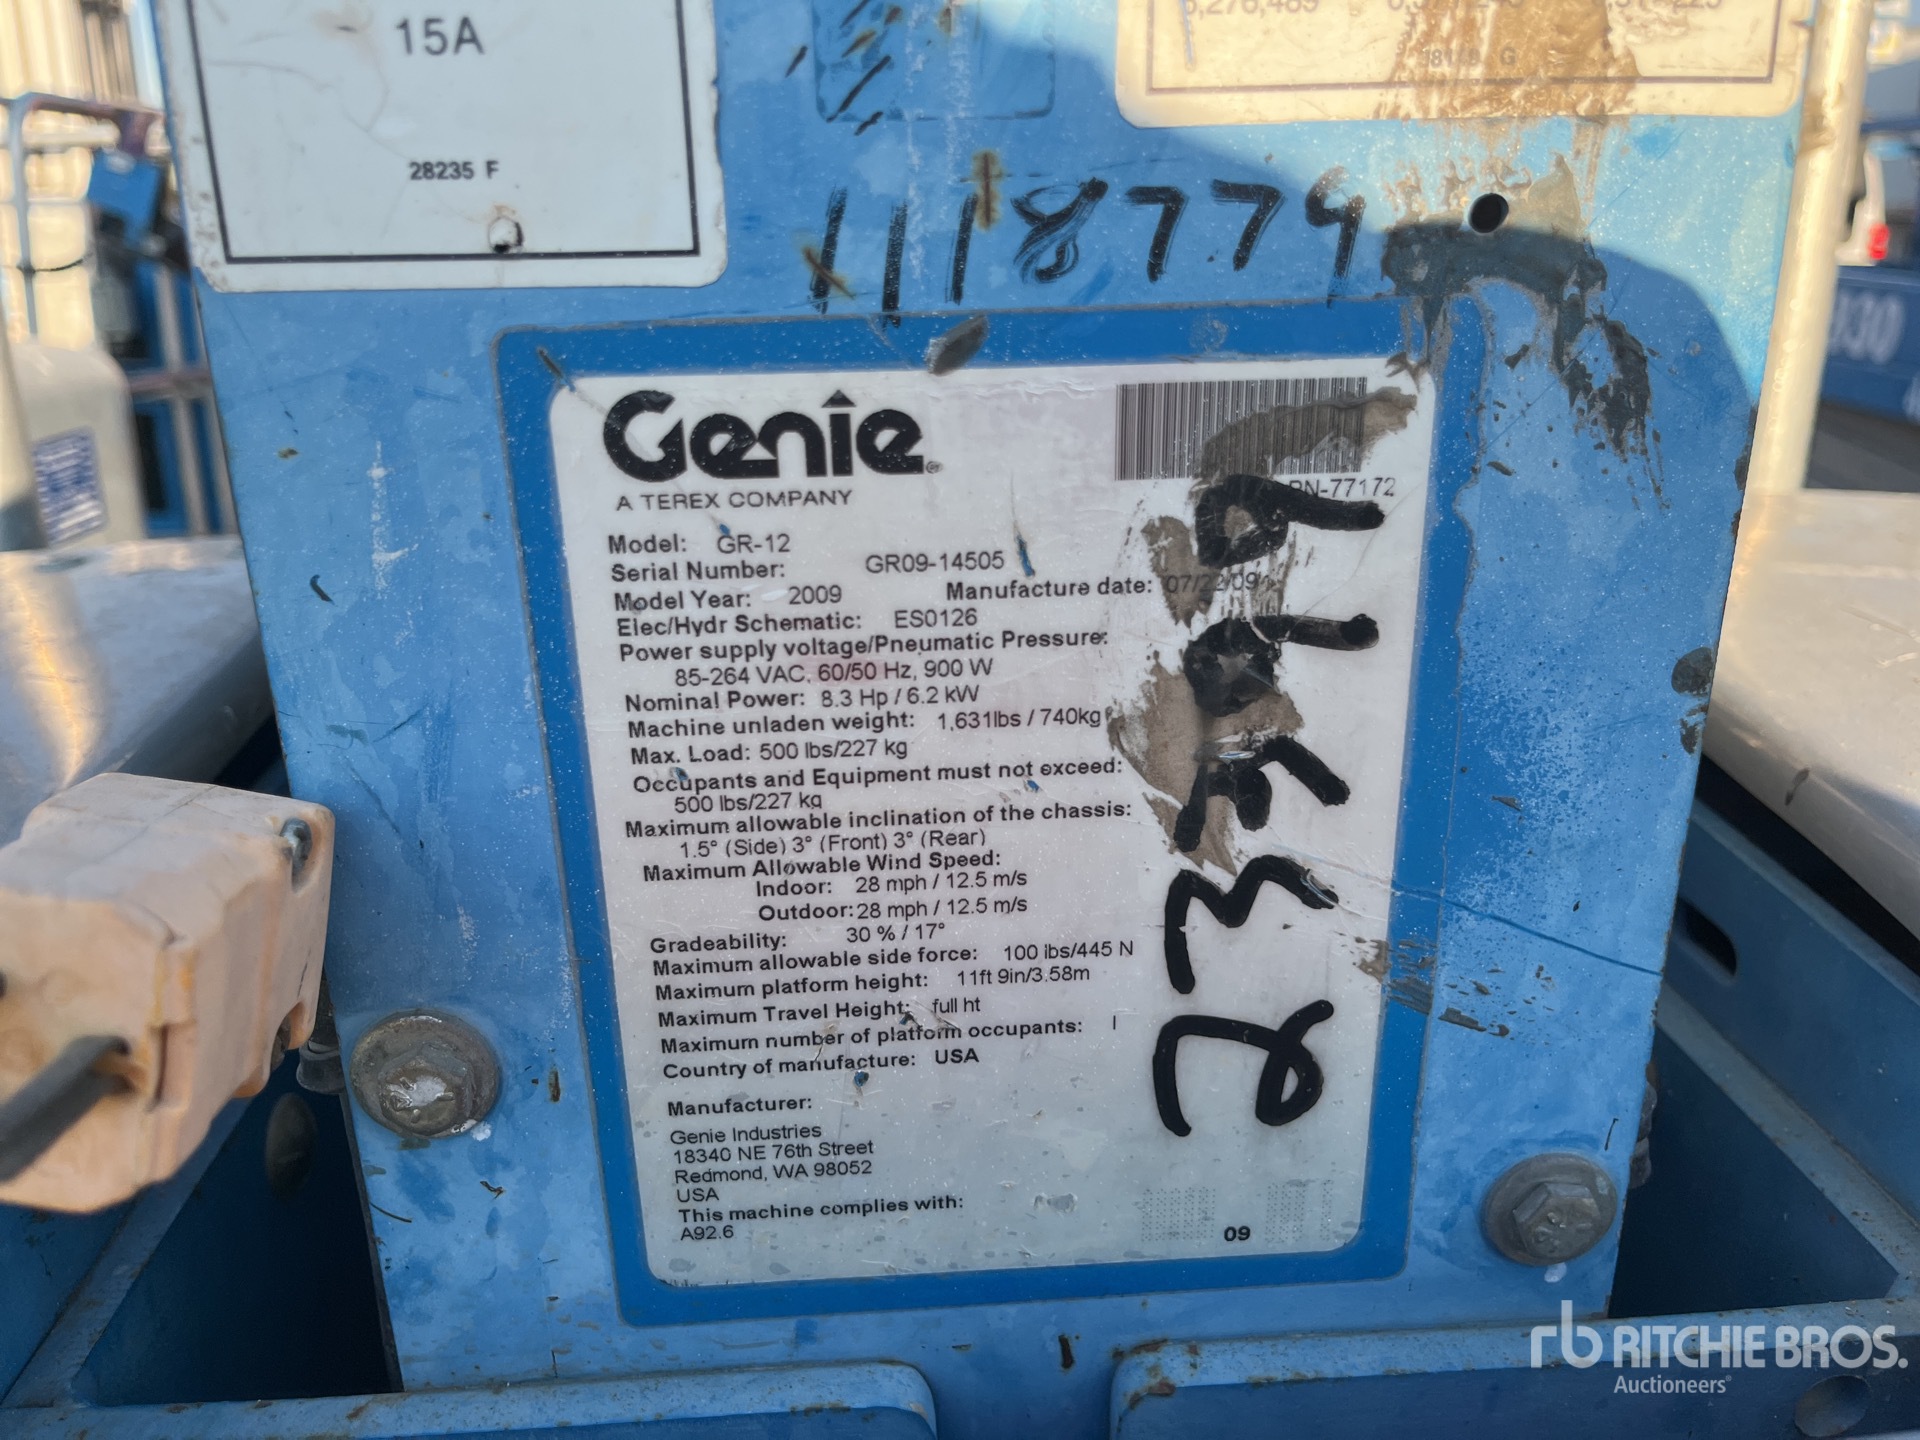 15A
28235 F
1118779
Genie
A TEREX COMPANY
PN-77172
Model: GR-12
Serial Number: GR09-14505
Model Year: 2009 Manufacture date: 07/22/09
Elec/Hydr Schematic: ES0126
Power supply voltage/Pneumatic Pressure:
85-264 VAC, 60/50 Hz, 900 W
Nominal Power: 8.3 Hp / 6.2 kW
Machine unladen weight: 1,631lbs / 740kg
Max. Load: 500 lbs/227 kg
Occupants and Equipment must not exceed:
500 lbs/227 kg
Maximum allowable inclination of the chassis:
1.5° (Side) 3° (Front) 3° (Rear)
Maximum Allowable Wind Speed:
Indoor: 28 mph / 12.5 m/s
Outdoor: 28 mph / 12.5 m/s
Gradeability: 30 % / 17°
Maximum allowable side force: 100 lbs/445 N
Maximum platform height: 11ft 9in/3.58m
Maximum Travel Height: full ht
Maximum number of platform occupants: 1
Country of manufacture: USA
Manufacturer:
Genie Industries
18340 NE 76th Street
Redmond, WA 98052
USA
This machine complies with:
A92.6
09
rb RITCHIE BROS.
Auctioneers